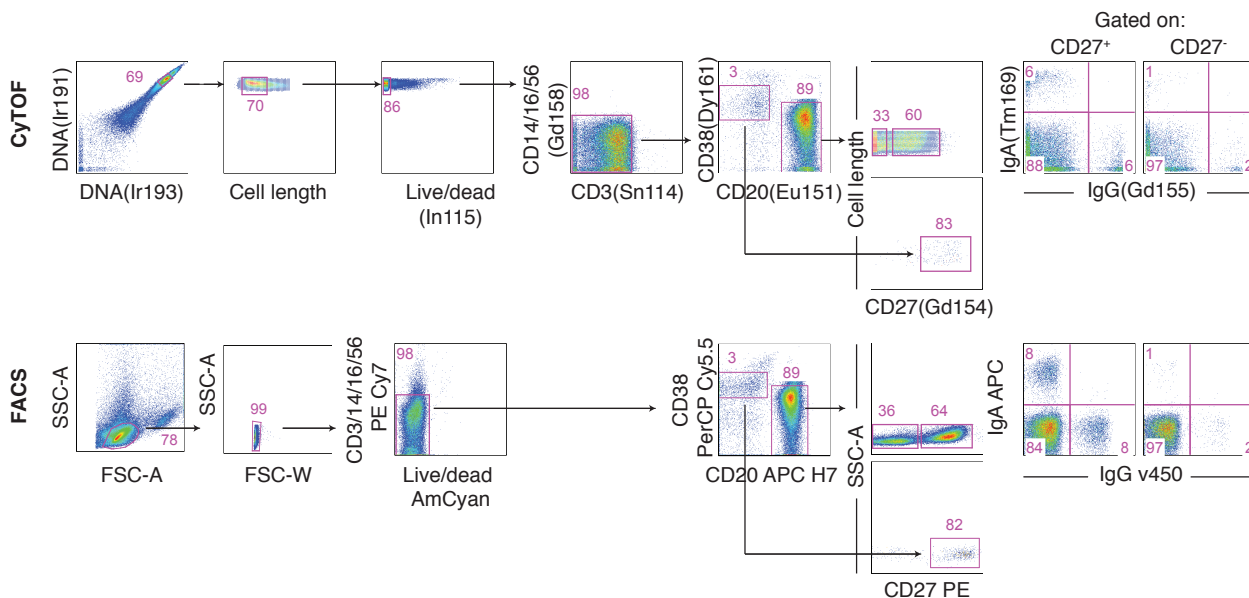 Gated on:
CD27+ CD27-
CyTOF
DNA(Ir191)
69
DNA(Ir193)
70
Cell length
86
Live/dead
(In115)
CD14/16/56
(Gd158)
98
CD3(Sn114)
CD38(Dy161)
3
89
CD20(Eu151)
Cell length
33 60
83
CD27(Gd154)
IgA(Tm169)
6 1
88 6 97 2
IgG(Gd155)
FACS
SSC-A
78
FSC-A
SSC-A
99
FSC-W
CD3/14/16/56
PE Cy7
98
Live/dead
AmCyan
CD38
PerCP Cy5.5
3
89
CD20 APC H7
SSC-A
36 64
82
CD27 PE
IgA APC
8 1
84 8 97 2
IgG v450